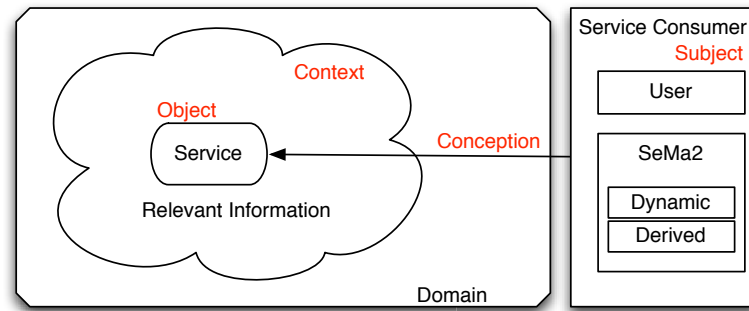 Service Consumer
Subject
Context
User
Object
Conception
Service
SeMa2
Relevant Information
Dynamic
Derived
Domain